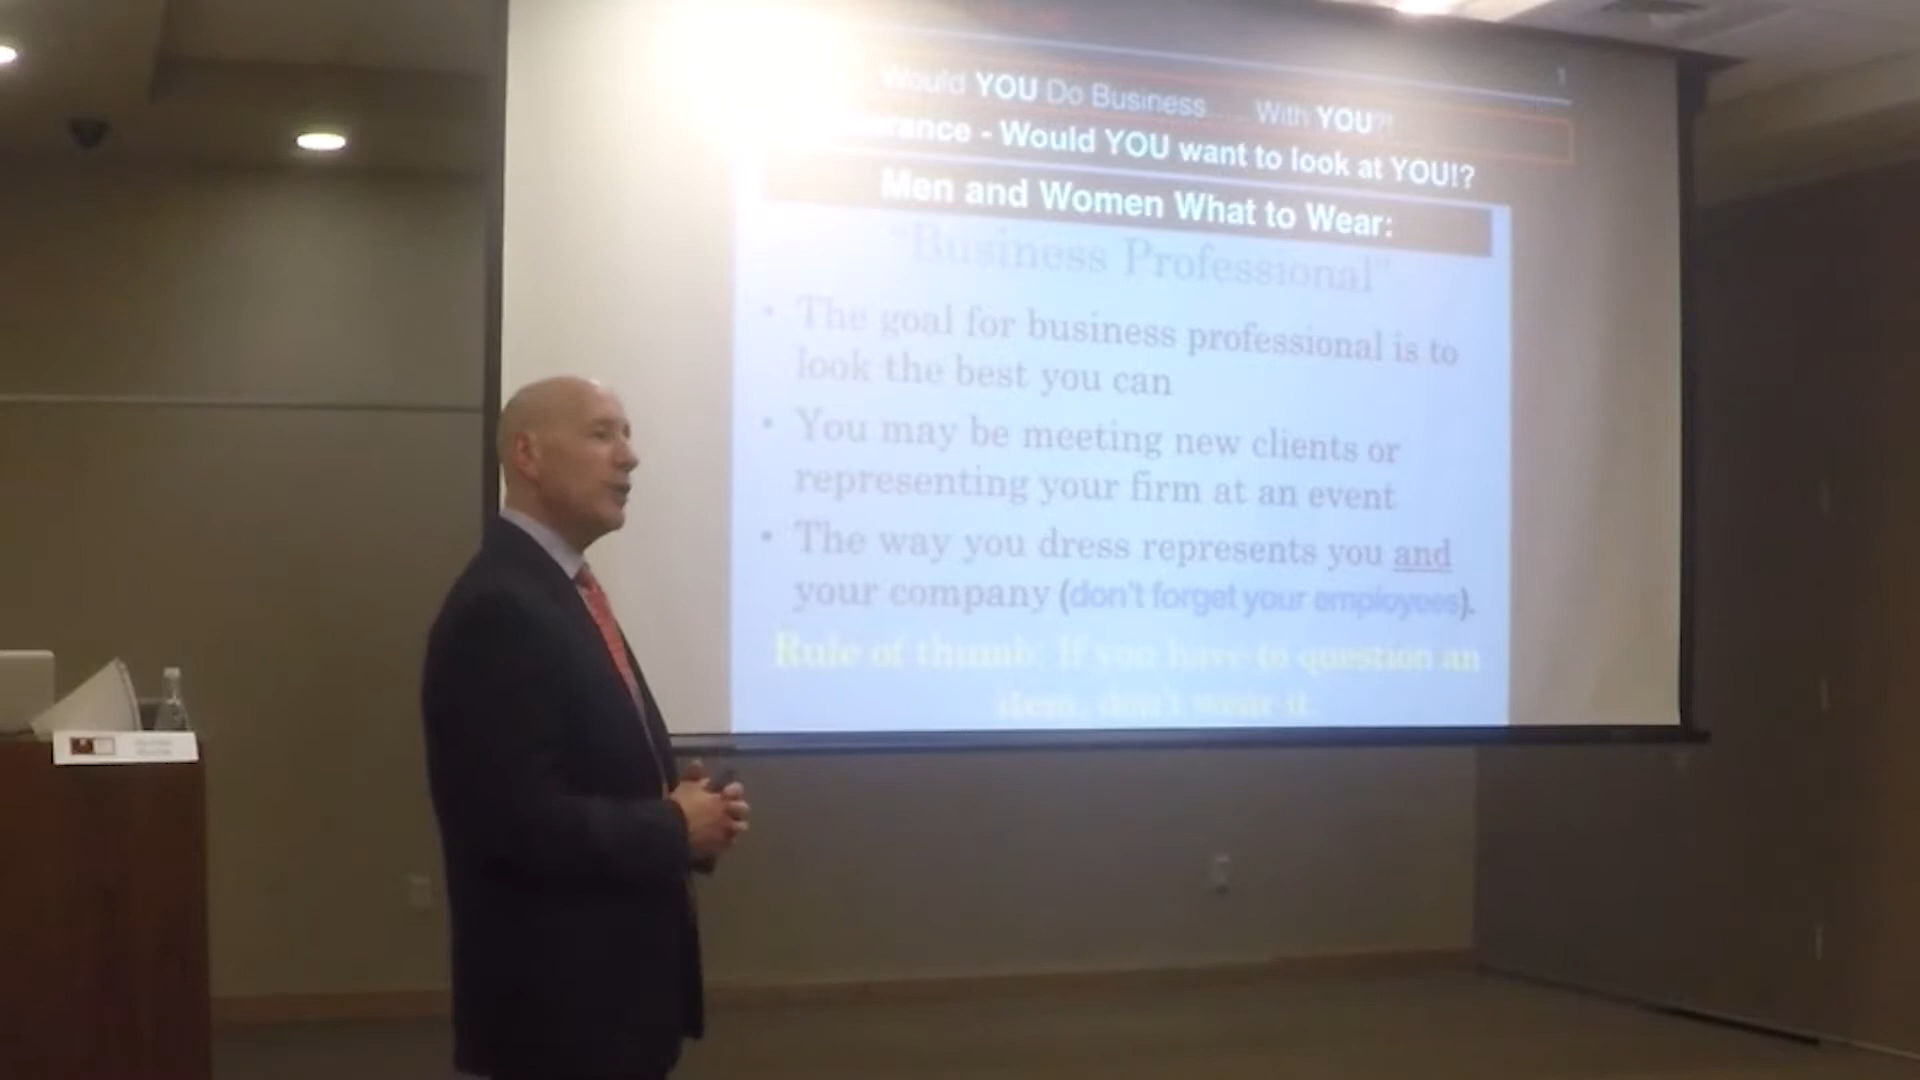 Would YOU Do Business.... With YOU?!
rance - Would YOU want to look at YOU!?
Men and Women What to Wear:
"Business Professional"
• The goal for business professional is to
look the best you can
• You may be meeting new clients or
representing your firm at an event
• The way you dress represents you and
your company (don't forget your employees).
Rule of thumb: If you have to question an
item, don't wear it.
1